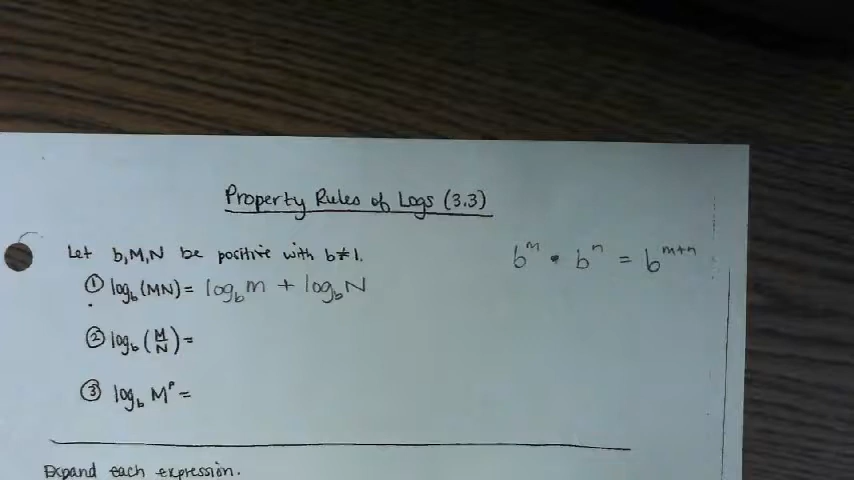 Property Rules of Logs (3.3)
Let b,M,N be positive with b≠1.
b^m • b^n = b^(m+n)
① log_b(MN)= log_b m + log_b N
② log_b(M/N)=
③ log_b M^p =
Expand each expression.